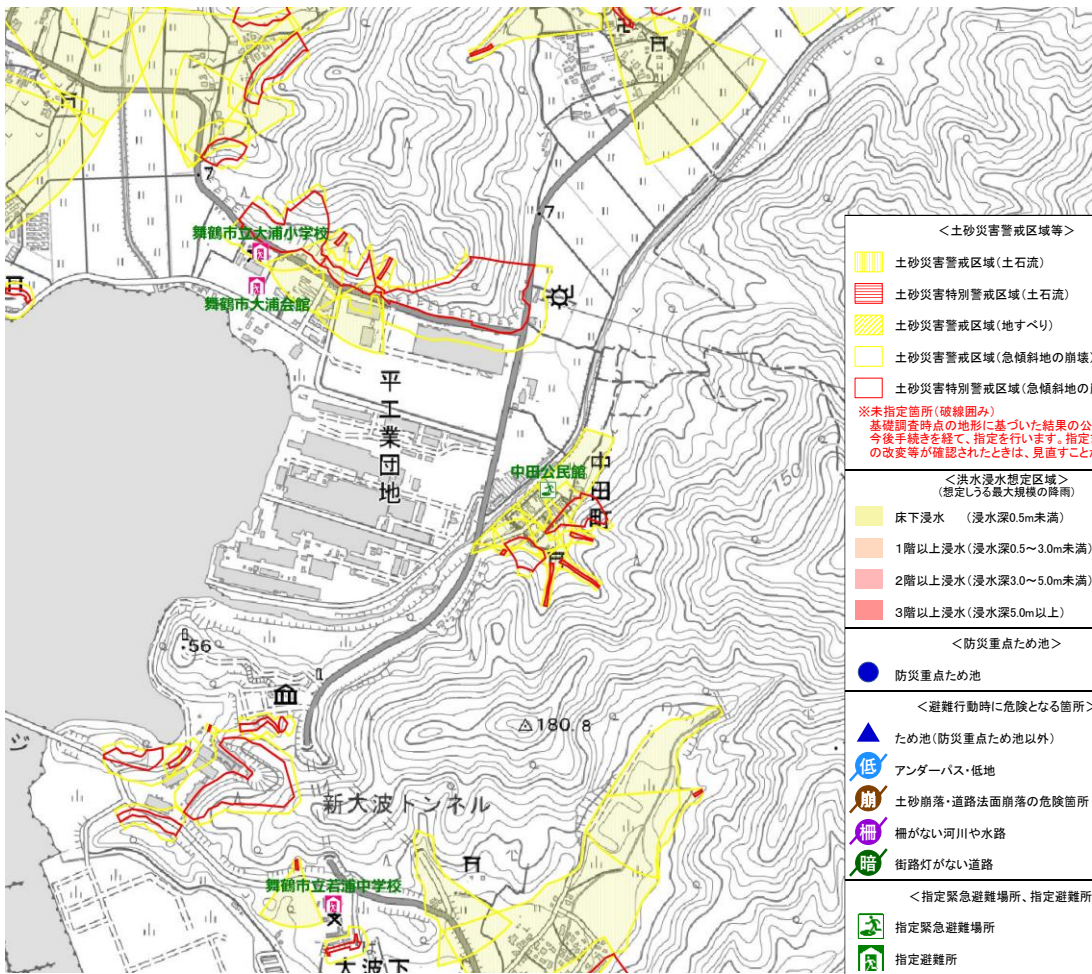 7
舞鶴市立大浦小学校
舞鶴市大浦会館
7
平工業団地
中田公民館
中田町
150
56
180.8
新大波トンネル
舞鶴市立若浦中学校
大波下
＜土砂災害警戒区域等＞
土砂災害警戒区域(土石流)
土砂災害特別警戒区域(土石流)
土砂災害警戒区域(地すべり)
土砂災害警戒区域(急傾斜地の崩壊)
土砂災害特別警戒区域(急傾斜地の
※未指定箇所(破線囲み)
基礎調査時点の地形に基づいた結果の公
今後手続きを経て、指定を行います。指定
の改変等が確認されたときは、見直すことか
＜洪水浸水想定区域＞
(想定しうる最大規模の降雨)
床下浸水 (浸水深0.5m未満)
1階以上浸水(浸水深0.5～3.0m未満)
2階以上浸水(浸水深3.0～5.0m未満)
3階以上浸水(浸水深5.0m以上)
＜防災重点ため池＞
防災重点ため池
＜避難行動時に危険となる箇所＞
ため池(防災重点ため池以外)
低 アンダーパス・低地
崩 土砂崩落・道路法面崩落の危険箇所
柵 柵がない河川や水路
暗 街路灯がない道路
＜指定緊急避難場所、指定避難所
指定緊急避難場所
指定避難所